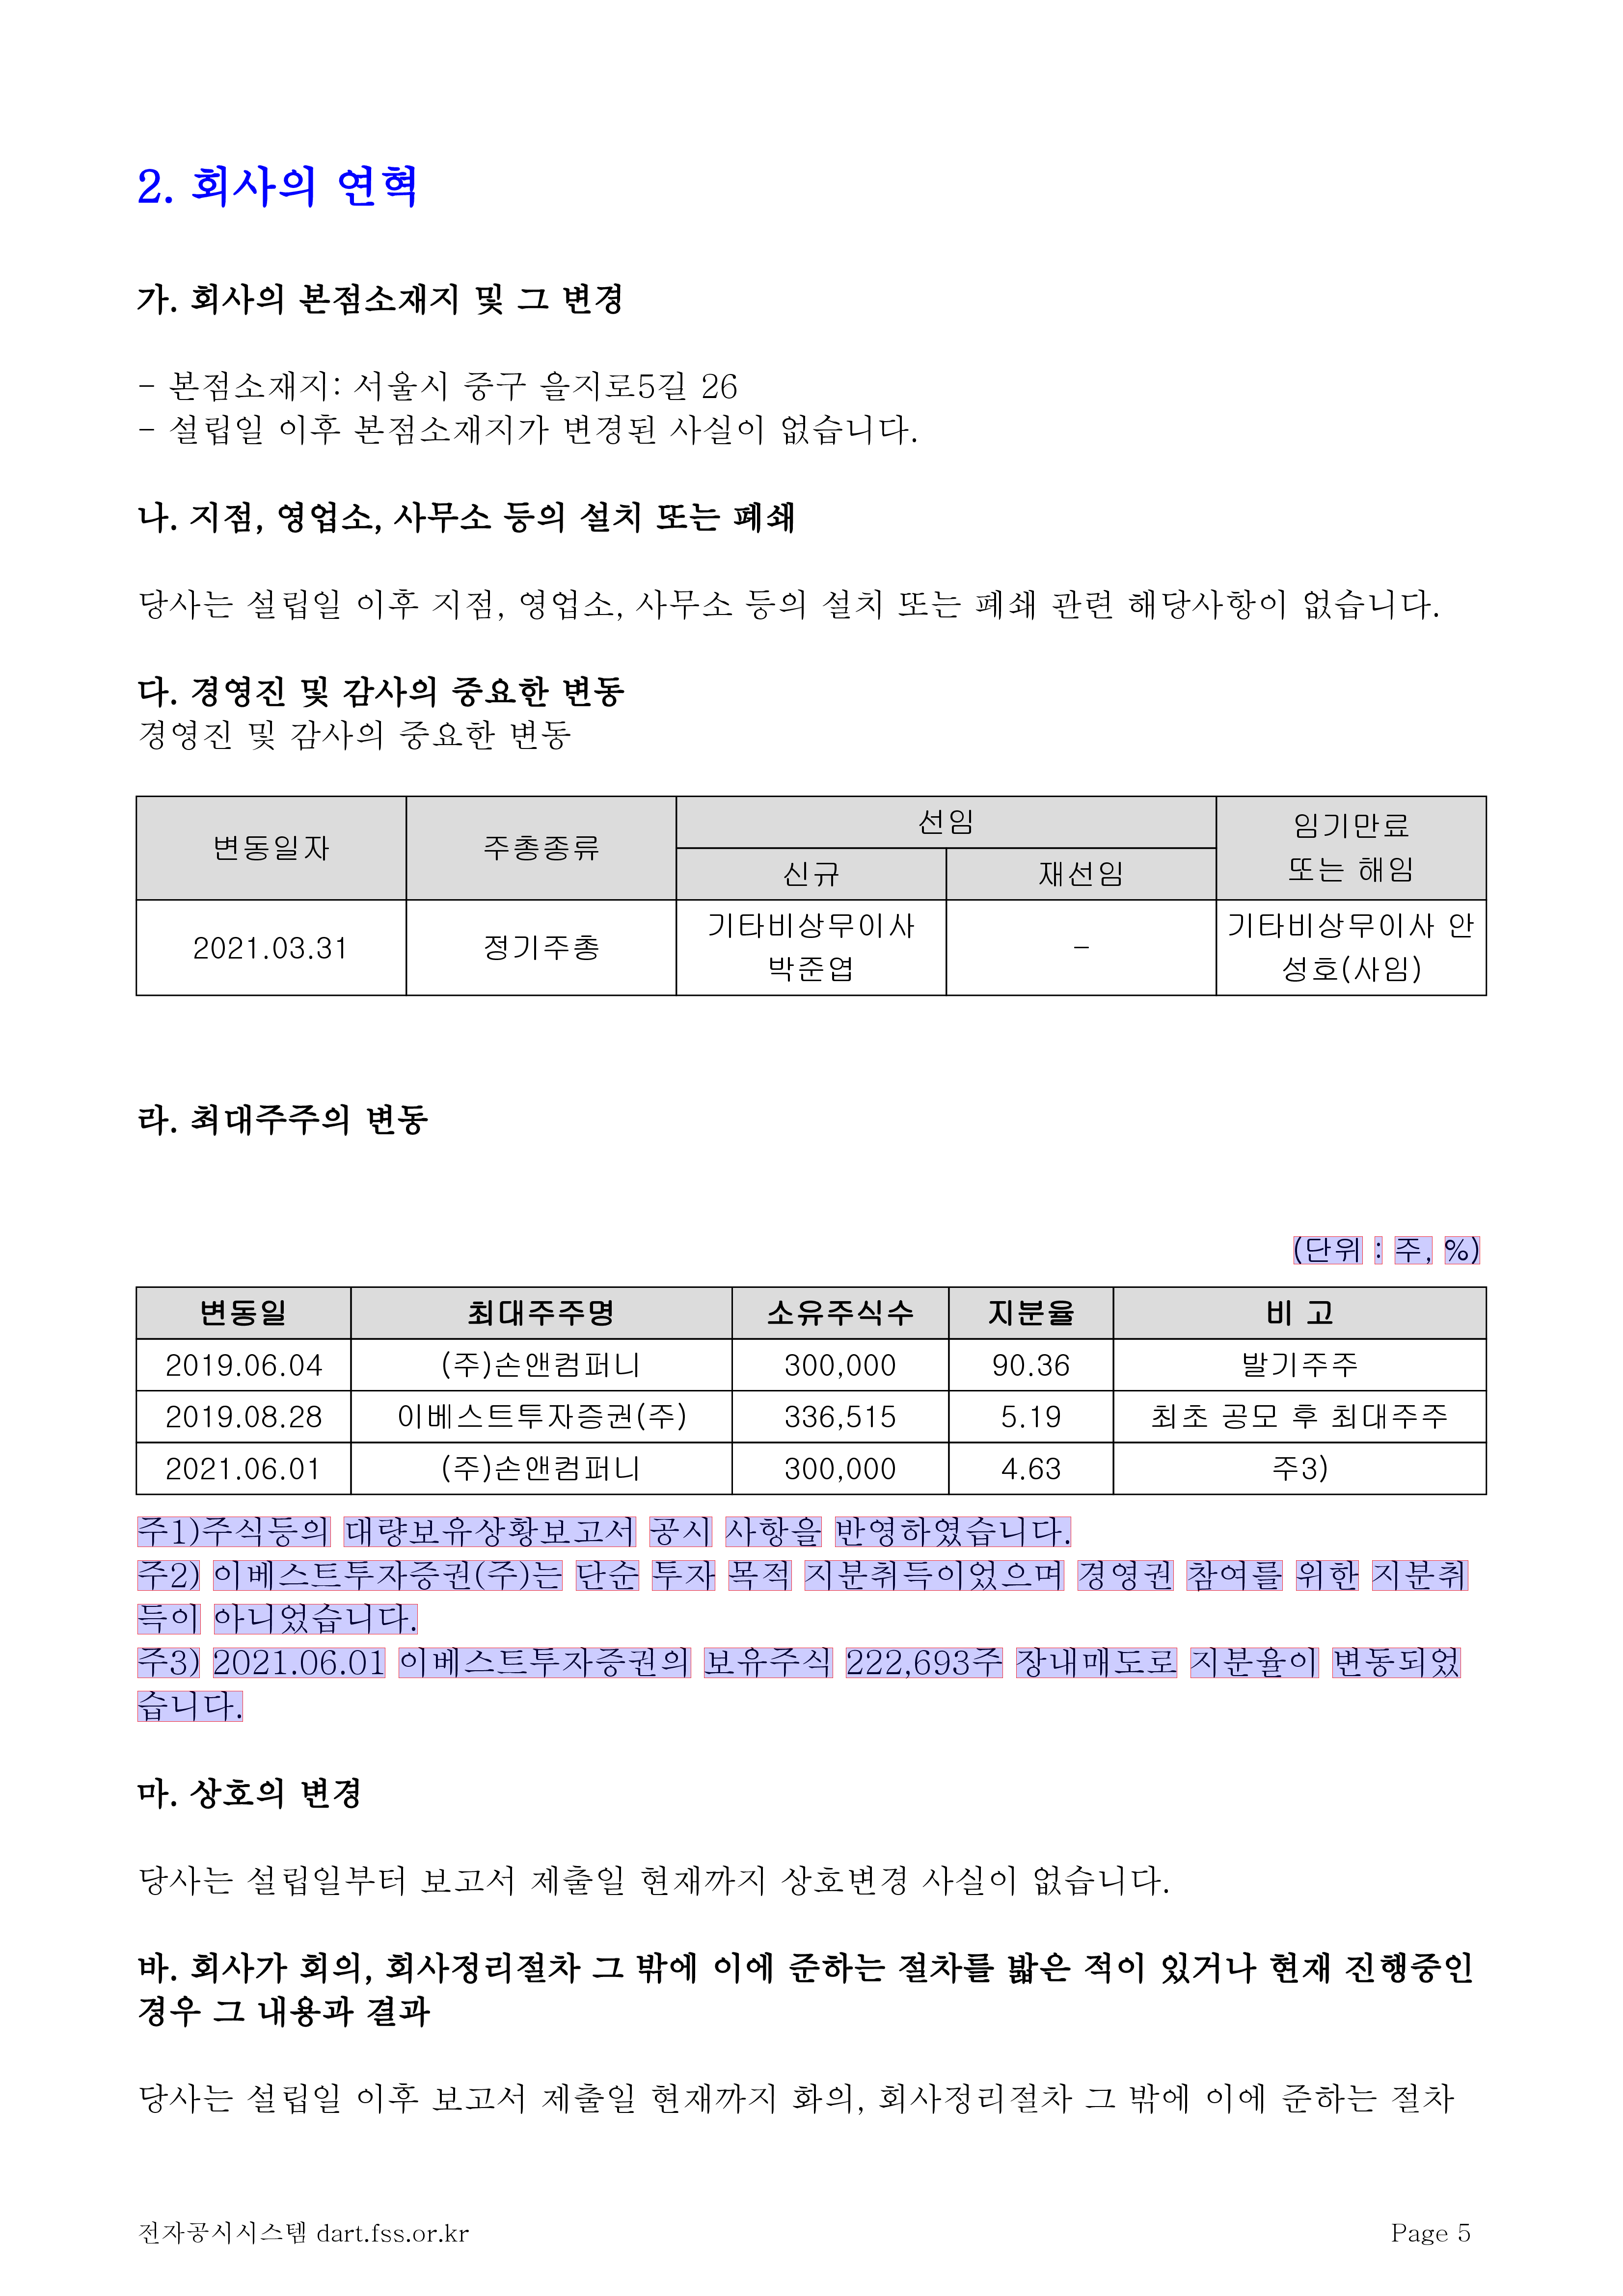 2. 회사의 연혁
가. 회사의 본점소재지 및 그 변경
- 본점소재지: 서울시 중구 을지로5길 26
- 설립일 이후 본점소재지가 변경된 사실이 없습니다.
나. 지점, 영업소, 사무소 등의 설치 또는 폐쇄
당사는 설립일 이후 지점, 영업소, 사무소 등의 설치 또는 폐쇄 관련 해당사항이 없습니다.
다. 경영진 및 감사의 중요한 변동
경영진 및 감사의 중요한 변동
변동일자 주총종류 선임 임기만료
또는 해임
신규 재선임
2021.03.31 정기주총 기타비상무이사 - 기타비상무이사 안
박준엽 성호(사임)
라. 최대주주의 변동
(단위 : 주, %)
변동일 최대주주명 소유주식수 지분율 비 고
2019.06.04 (주)손앤컴퍼니 300,000 90.36 발기주주
2019.08.28 이베스트투자증권(주) 336,515 5.19 최초 공모 후 최대주주
2021.06.01 (주)손앤컴퍼니 300,000 4.63 주3)
주1)주식등의 대량보유상황보고서 공시 사항을 반영하였습니다.
주2) 이베스트투자증권(주)는 단순 투자 목적 지분취득이었으며 경영권 참여를 위한 지분취
득이 아니었습니다.
주3) 2021.06.01 이베스트투자증권의 보유주식 222,693주 장내매도로 지분율이 변동되었
습니다.
마. 상호의 변경
당사는 설립일부터 보고서 제출일 현재까지 상호변경 사실이 없습니다.
바. 회사가 회의, 회사정리절차 그 밖에 이에 준하는 절차를 밟은 적이 있거나 현재 진행중인
경우 그 내용과 결과
당사는 설립일 이후 보고서 제출일 현재까지 화의, 회사정리절차 그 밖에 이에 준하는 절차
전자공시시스템 dart.fss.or.kr Page 5